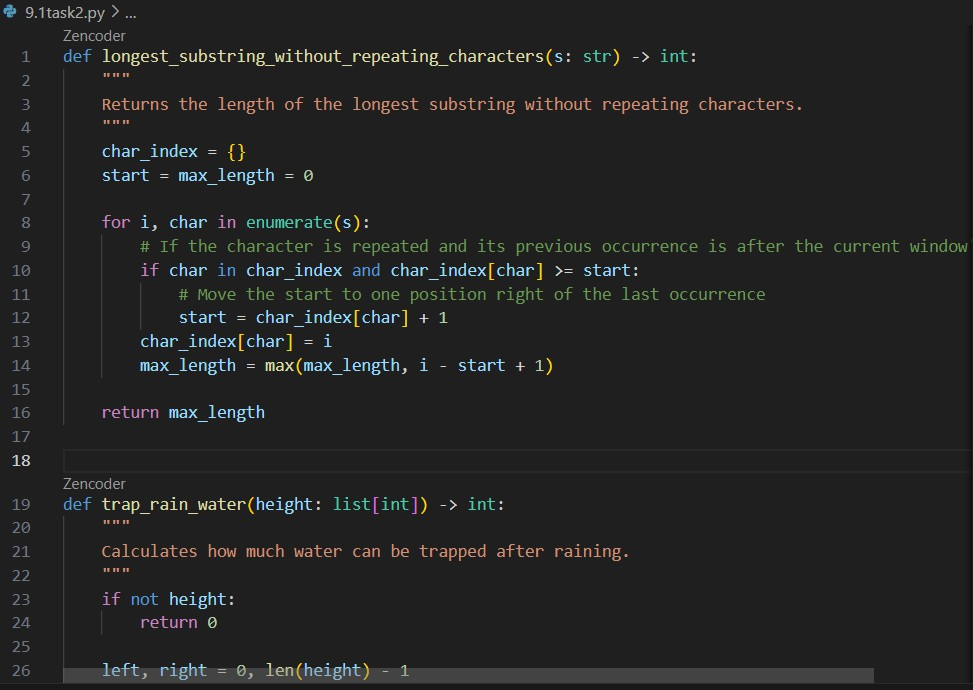 9.1task2.py > ...
Zencoder
1 def longest_substring_without_repeating_characters(s: str) -> int:
2     """
3     Returns the length of the longest substring without repeating characters.
4     """
5     char_index = {}
6     start = max_length = 0
7
8     for i, char in enumerate(s):
9         # If the character is repeated and its previous occurrence is after the current window
10         if char in char_index and char_index[char] >= start:
11             # Move the start to one position right of the last occurrence
12             start = char_index[char] + 1
13         char_index[char] = i
14         max_length = max(max_length, i - start + 1)
15
16     return max_length
17
18
Zencoder
19 def trap_rain_water(height: list[int]) -> int:
20     """
21     Calculates how much water can be trapped after raining.
22     """
23     if not height:
24         return 0
25
26     left, right = 0, len(height) - 1